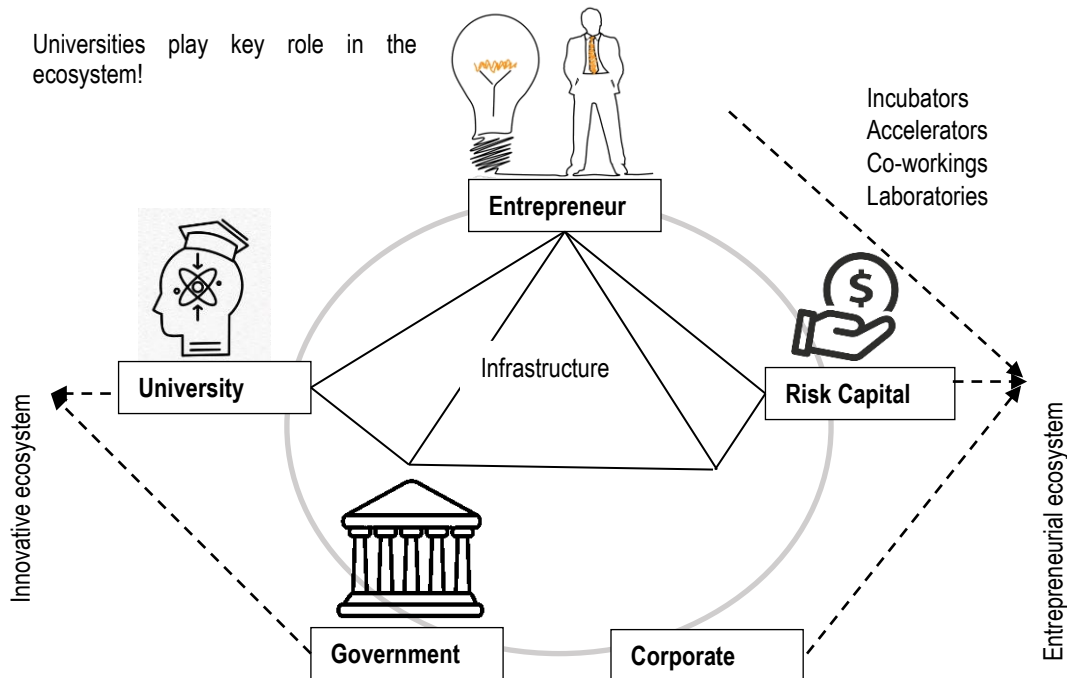 Universities play key role in the
ecosystem!
Incubators
Accelerators
Co-workings
Laboratories
Entrepreneur
$
Infrastructure
University
Risk Capital
Innovative ecosystem
Entrepreneurial ecosystem
Government
Corporate